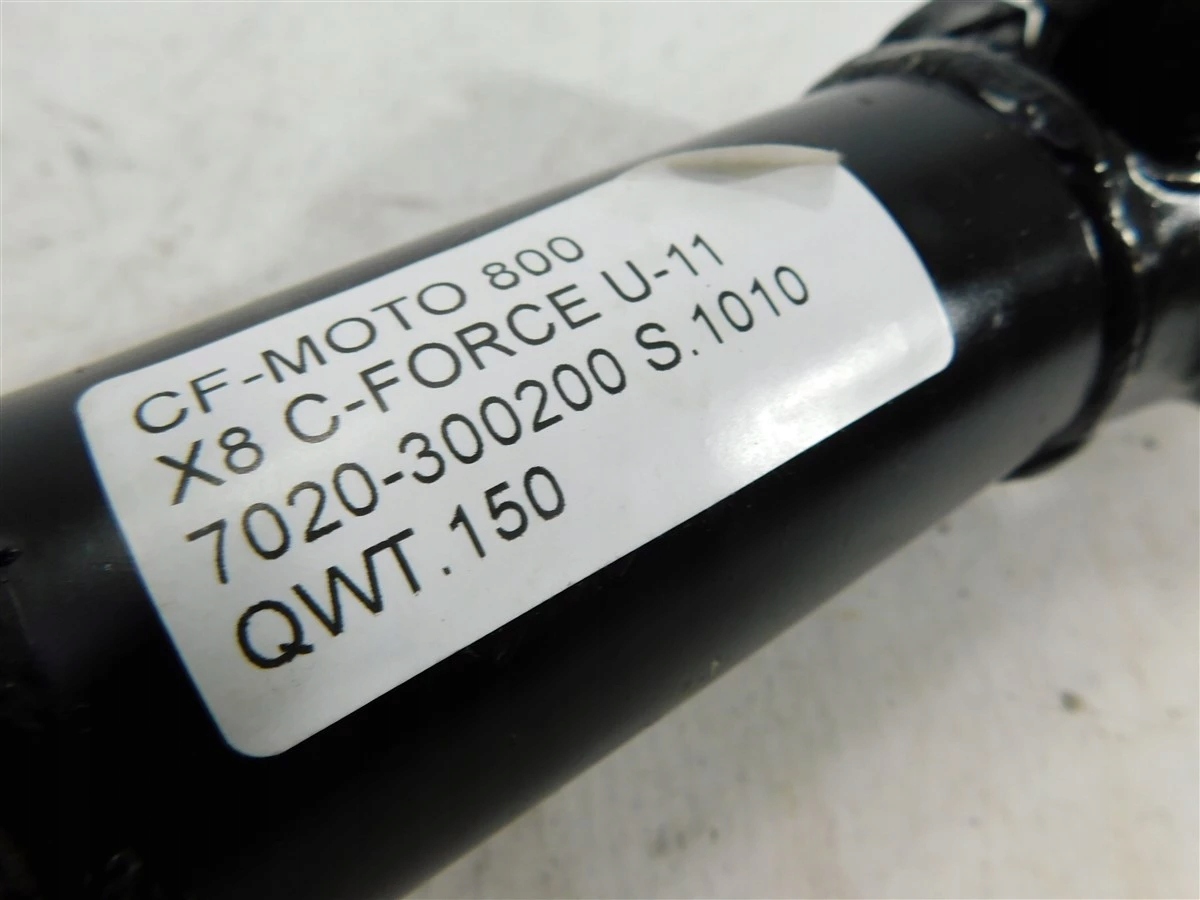 CF-MOTO 800
X8 C-FORCE U-11
7020-300200 S.1010
QWT.150